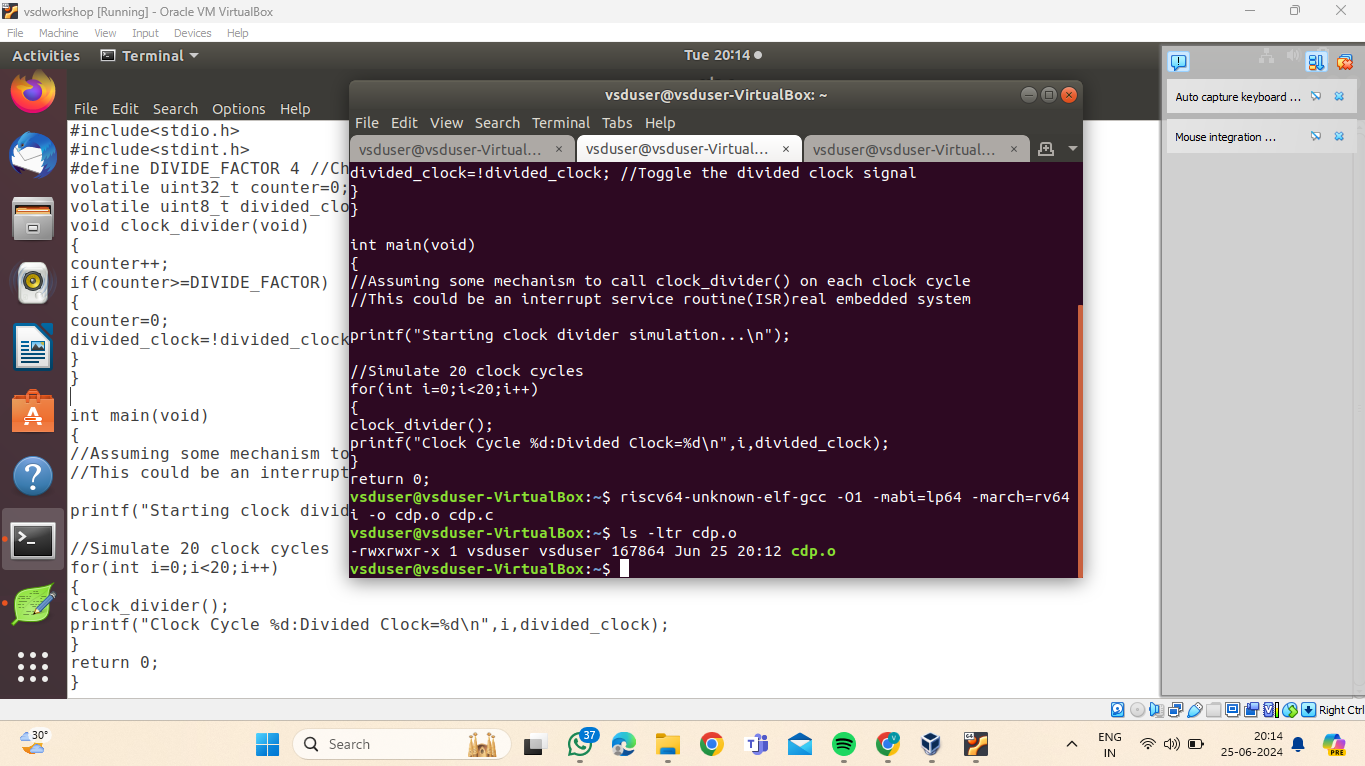 vsdworkshop [Running] - Oracle VM VirtualBox
File Machine View Input Devices Help
Activities Terminal Tue 20:14
File Edit Search Options Help
#include<stdio.h>
#include<stdint.h>
#define DIVIDE_FACTOR 4 //Ch
volatile uint32_t counter=0;
volatile uint8_t divided_clo
void clock_divider(void)
{
counter++;
if(counter>=DIVIDE_FACTOR)
{
counter=0;
divided_clock=!divided_clock
}
}
int main(void)
{
//Assuming some mechanism to
//This could be an interrupt
printf("Starting clock divid
//Simulate 20 clock cycles
for(int i=0;i<20;i++)
{
clock_divider();
printf("Clock Cycle %d:Divided Clock=%d\n",i,divided_clock);
}
return 0;
}
vsduser@vsduser-VirtualBox: ~
File Edit View Search Terminal Tabs Help
vsduser@vsduser-Virtual... × vsduser@vsduser-Virtual... × vsduser@vsduser-Virtual... ×
divided_clock=!divided_clock; //Toggle the divided clock signal
}
}
int main(void)
{
//Assuming some mechanism to call clock_divider() on each clock cycle
//This could be an interrupt service routine(ISR)real embedded system
printf("Starting clock divider simulation...\n");
//Simulate 20 clock cycles
for(int i=0;i<20;i++)
{
clock_divider();
printf("Clock Cycle %d:Divided Clock=%d\n",i,divided_clock);
}
return 0;
vsduser@vsduser-VirtualBox:~$ riscv64-unknown-elf-gcc -O1 -mabi=lp64 -march=rv64
i -o cdp.o cdp.c
vsduser@vsduser-VirtualBox:~$ ls -ltr cdp.o
-rwxrwxr-x 1 vsduser vsduser 167864 Jun 25 20:12 cdp.o
vsduser@vsduser-VirtualBox:~$
Auto capture keyboard ...
Mouse integration ...
Right Ctrl
30°
Search
37
ENG
IN
20:14
25-06-2024
PRE